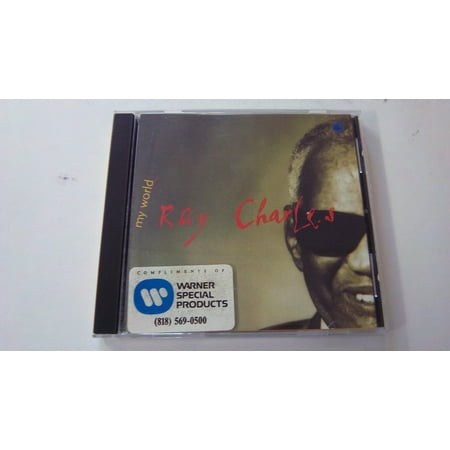 my world
Ray Charles
COMPLIMENTS OF
WARNER
SPECIAL
PRODUCTS
(818) 569-0500